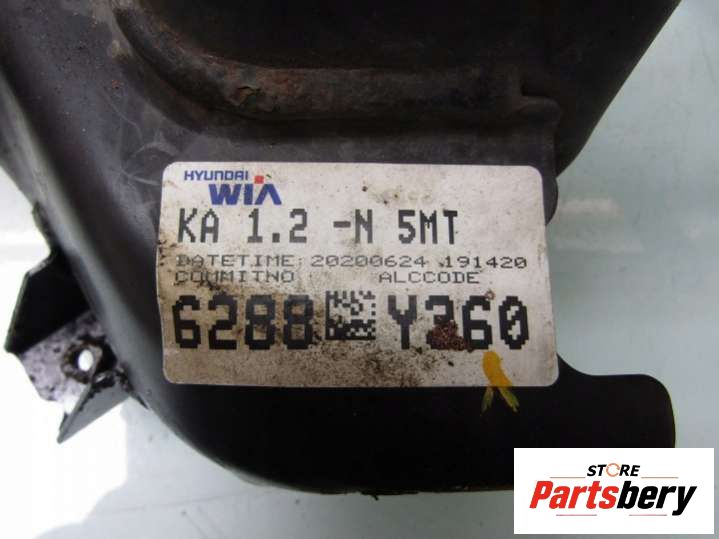 HYUNDAI
WIA
KA 1.2 -N 5MT
DATETIME: 20200624 191420
COMMITNO : ALCCODE
6288 Y260
STORE
Partsbery